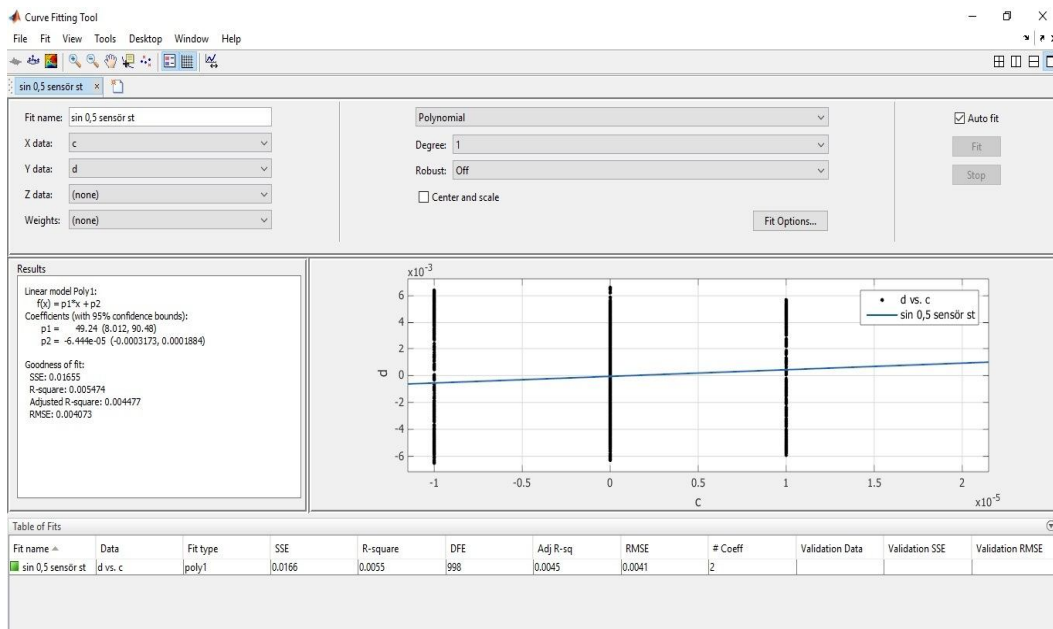 Curve Fitting Tool
File Fit View Tools Desktop Window Help
sin 0,5 sensör st
Fit name: sin 0,5 sensör st
X data: c
Y data: d
Z data: (none)
Weights: (none)
Polynomial
Degree: 1
Robust: Off
Center and scale
Fit Options...
Auto fit
Fit
Stop
Results
Linear model Poly1:
f(x) = p1*x + p2
Coefficients (with 95% confidence bounds):
p1 = 49.24 (8.012, 90.48)
p2 = -6.444e-05 (-0.0003173, 0.0001884)
Goodness of fit:
SSE: 0.01655
R-square: 0.005474
Adjusted R-square: 0.004477
RMSE: 0.004073
x10-3
6
4
2
0
-2
-4
-6
d
-1 -0.5 0 0.5 1 1.5 2
c
x10-5
d vs. c
sin 0,5 sensör st
Table of Fits
Fit name Data Fit type SSE R-square DFE Adj R-sq RMSE # Coeff Validation Data Validation SSE Validation RMSE
sin 0,5 sensör st d vs. c poly1 0.0166 0.0055 998 0.0045 0.0041 2